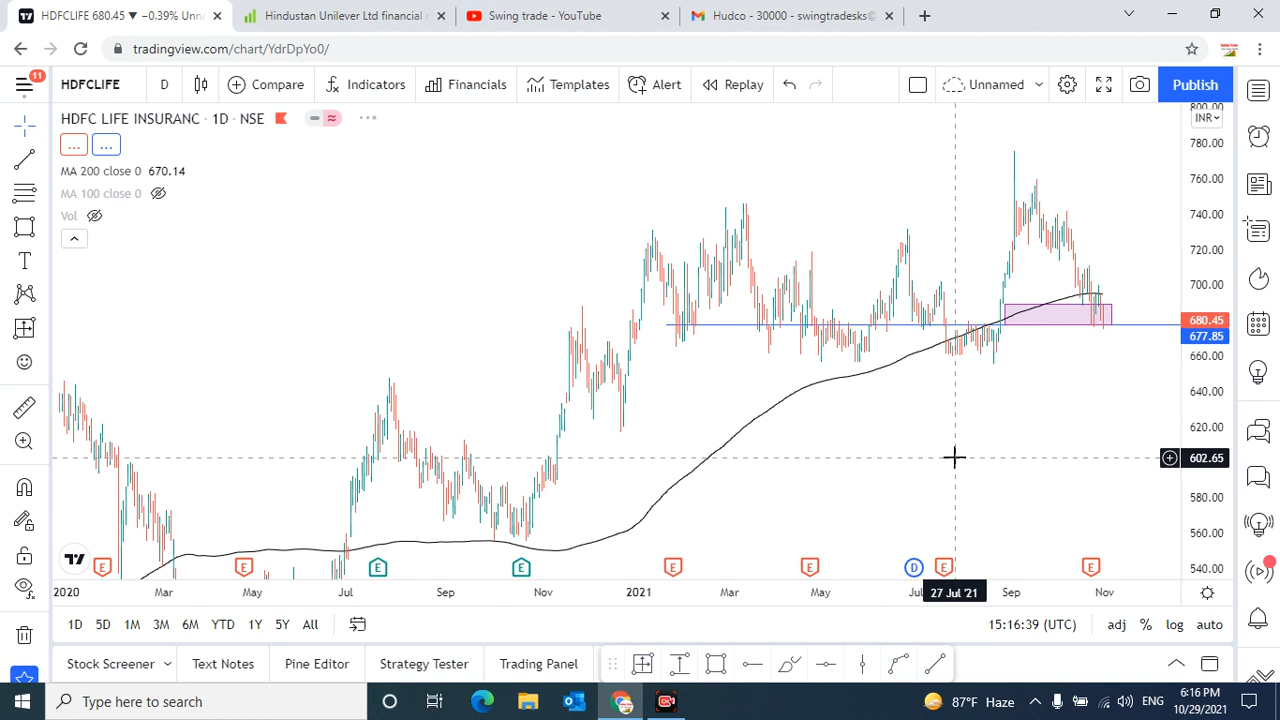 HDFCLIFE 680.45 ▼ −0.39% Unna
Hindustan Unilever Ltd financial r
Swing trade - YouTube
Hudco - 30000 - swingtradesks@
tradingview.com/chart/YdrDpYo0/
11
HDFCLIFE D Compare Indicators Financials Templates Alert Replay Unnamed Publish
HDFC LIFE INSURANC · 1D · NSE
INR
... ...
MA 200 close 0 670.14
MA 100 close 0
Vol
800.00
780.00
760.00
740.00
720.00
700.00
680.45
677.85
660.00
640.00
620.00
602.65
580.00
560.00
540.00
E E E E E E D E E
2020 Mar May Jul Sep Nov 2021 Mar May Jul 27 Jul '21 Sep Nov
1D 5D 1M 3M 6M YTD 1Y 5Y All 15:16:39 (UTC) adj % log auto
Stock Screener Text Notes Pine Editor Strategy Tester Trading Panel
Type here to search
87°F Haze
ENG
6:16 PM
10/29/2021